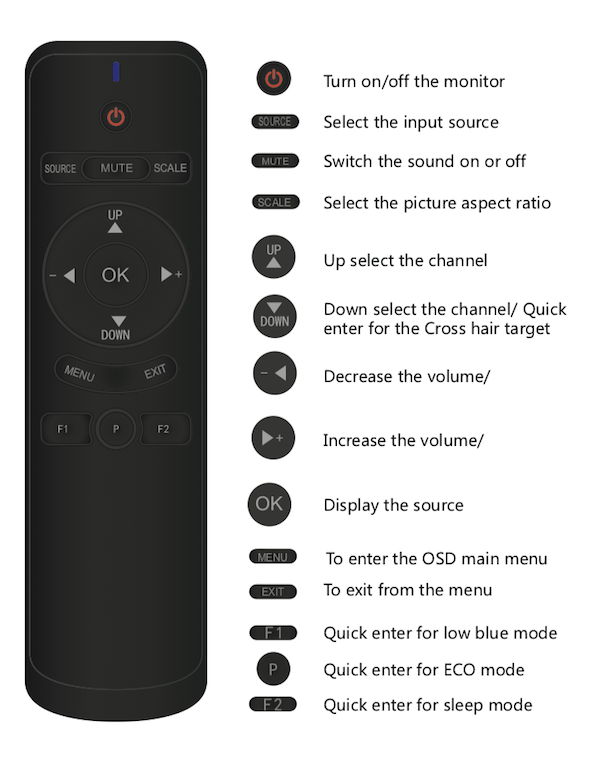 SOURCE MUTE SCALE
UP
- OK +
DOWN
MENU EXIT
F1 P F2
Turn on/off the monitor
SOURCE Select the input source
MUTE Switch the sound on or off
SCALE Select the picture aspect ratio
UP Up select the channel
DOWN Down select the channel/ Quick
enter for the Cross hair target
- Decrease the volume/
+ Increase the volume/
OK Display the source
MENU To enter the OSD main menu
EXIT To exit from the menu
F1 Quick enter for low blue mode
P Quick enter for ECO mode
F2 Quick enter for sleep mode